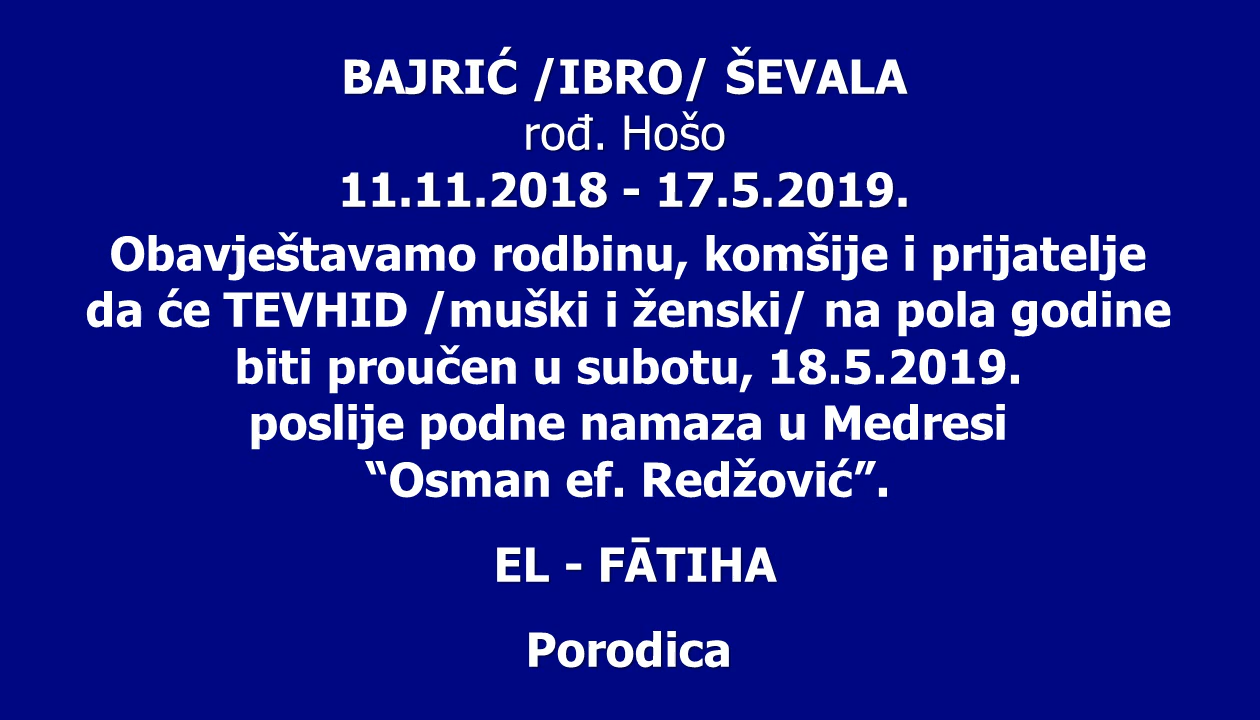 BAJRIĆ /IBRO/ ŠEVALA
rođ. Hošo
11.11.2018 - 17.5.2019.
Obavještavamo rodbinu, komšije i prijatelje
da će TEVHID /muški i ženski/ na pola godine
biti proučen u subotu, 18.5.2019.
poslije podne namaza u Medresi
“Osman ef. Redžović”.
EL - FĀTIHA
Porodica